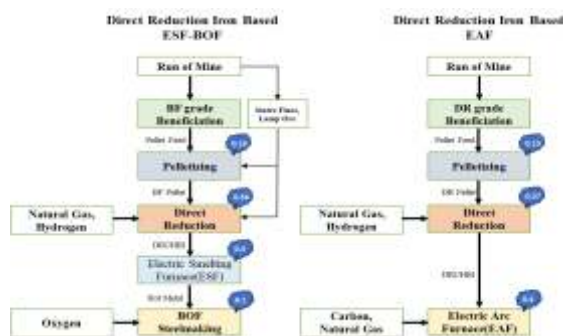 Direct Reduction Iron Based
ESF-BOF
Run of Mine
BF grade
Beneficiation
Lump Ore
Pellet Feed
Pelletizing
BF Pellet
Natural Gas,
Hydrogen
Direct
Reduction
DRI/HBI
Electric Smelting
Furnace(ESF)
Hot Metal
Oxygen
BOF
Steelmaking
Direct Reduction Iron Based
EAF
Run of Mine
DR grade
Beneficiation
Pellet Feed
Pelletizing
DR Pellet
Natural Gas,
Hydrogen
Direct
Reduction
DRI/HBI
Carbon,
Natural Gas
Electric Arc
Furnace(EAF)